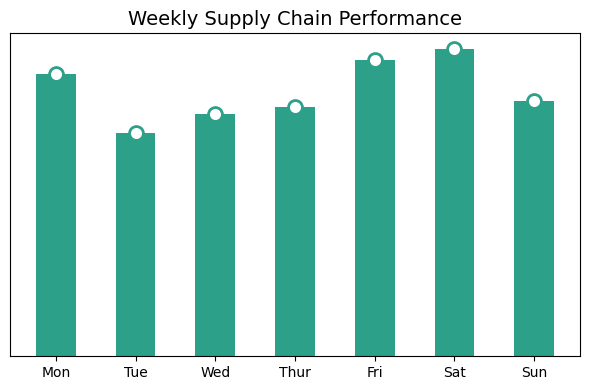 Weekly Supply Chain Performance
Mon Tue Wed Thur Fri Sat Sun